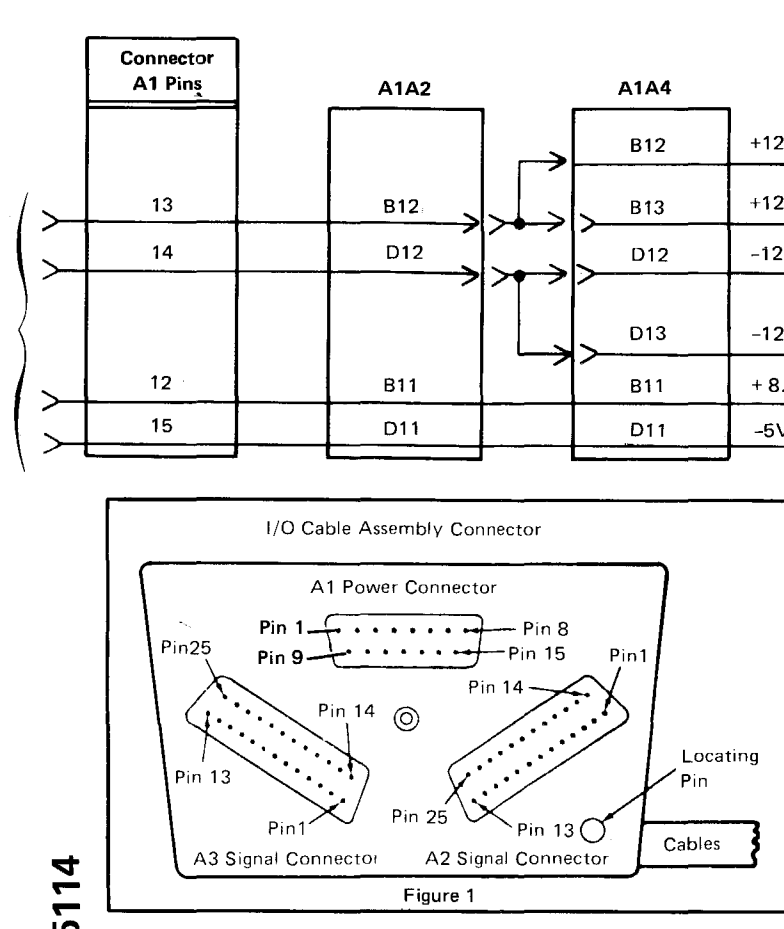 Connector
A1 Pins
A1A2
A1A4
B12 +12
13 B12 B13 +12
14 D12 D12 -12
D13 -12
12 B11 B11 + 8.
15 D11 D11 -5V
I/O Cable Assembly Connector
A1 Power Connector
Pin 1
Pin 8
Pin 9
Pin 15
Pin25
Pin1
Pin 14
Pin 14
Pin 13
Pin1
Pin 25
Pin 13
Locating
Pin
Cables
A3 Signal Connector
A2 Signal Connector
Figure 1
5114